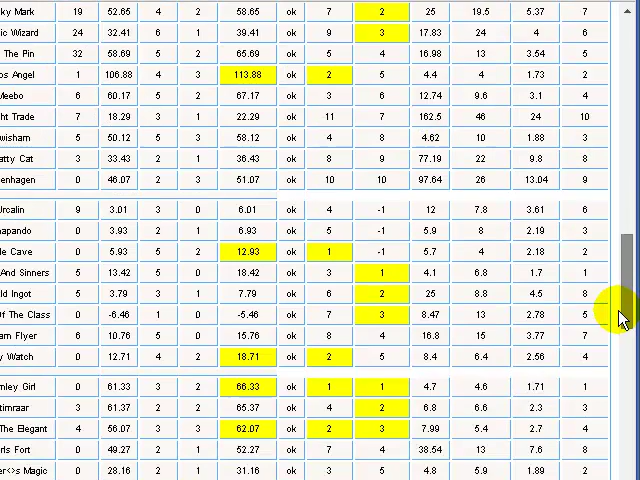 ky Mark 19 52.65 4 2 58.65 ok 7 2 25 19.5 5.37 7
ic Wizard 24 32.41 6 1 39.41 ok 9 3 17.83 24 4 6
The Pin 32 58.69 5 2 65.69 ok 5 4 16.98 13 3.54 5
os Angel 1 106.88 4 3 113.88 ok 2 5 4.4 4 1.73 2
Meebo 6 60.17 5 2 67.17 ok 3 6 12.74 9.6 3.1 4
ht Trade 7 18.29 3 1 22.29 ok 11 7 162.5 46 24 10
wisham 5 50.12 5 3 58.12 ok 4 8 4.62 10 1.88 3
atty Cat 3 33.43 2 1 36.43 ok 8 9 77.19 22 9.8 8
enhagen 0 46.07 2 3 51.07 ok 10 10 97.64 26 13.04 9
Urcalin 9 3.01 3 0 6.01 ok 4 -1 12 7.8 3.61 6
apando 0 3.93 2 1 6.93 ok 5 -1 5.9 8 2.19 3
le Cave 0 5.93 5 2 12.93 ok 1 -1 5.7 4 2.18 2
And Sinners 5 13.42 5 0 18.42 ok 3 1 4.1 6.8 1.7 1
ld Ingot 5 3.79 3 1 7.79 ok 6 2 25 8.8 4.5 8
Of The Class 0 -6.46 1 0 -5.46 ok 7 3 8.47 13 2.78 5
am Flyer 6 10.76 5 0 15.76 ok 8 4 16.8 15 3.77 7
y Watch 0 12.71 4 2 18.71 ok 2 5 8.4 6.4 2.56 4
mley Girl 0 61.33 3 2 66.33 ok 1 1 4.7 4.6 1.71 1
timraar 3 61.37 2 2 65.37 ok 4 2 6.8 6.6 2.3 3
The Elegant 4 56.07 3 3 62.07 ok 2 3 7.99 5.4 2.7 4
rls Fort 0 49.27 1 2 52.27 ok 7 4 38.54 13 7.6 8
er<>s Magic 0 28.16 2 1 31.16 ok 3 5 4.8 5.9 1.89 2